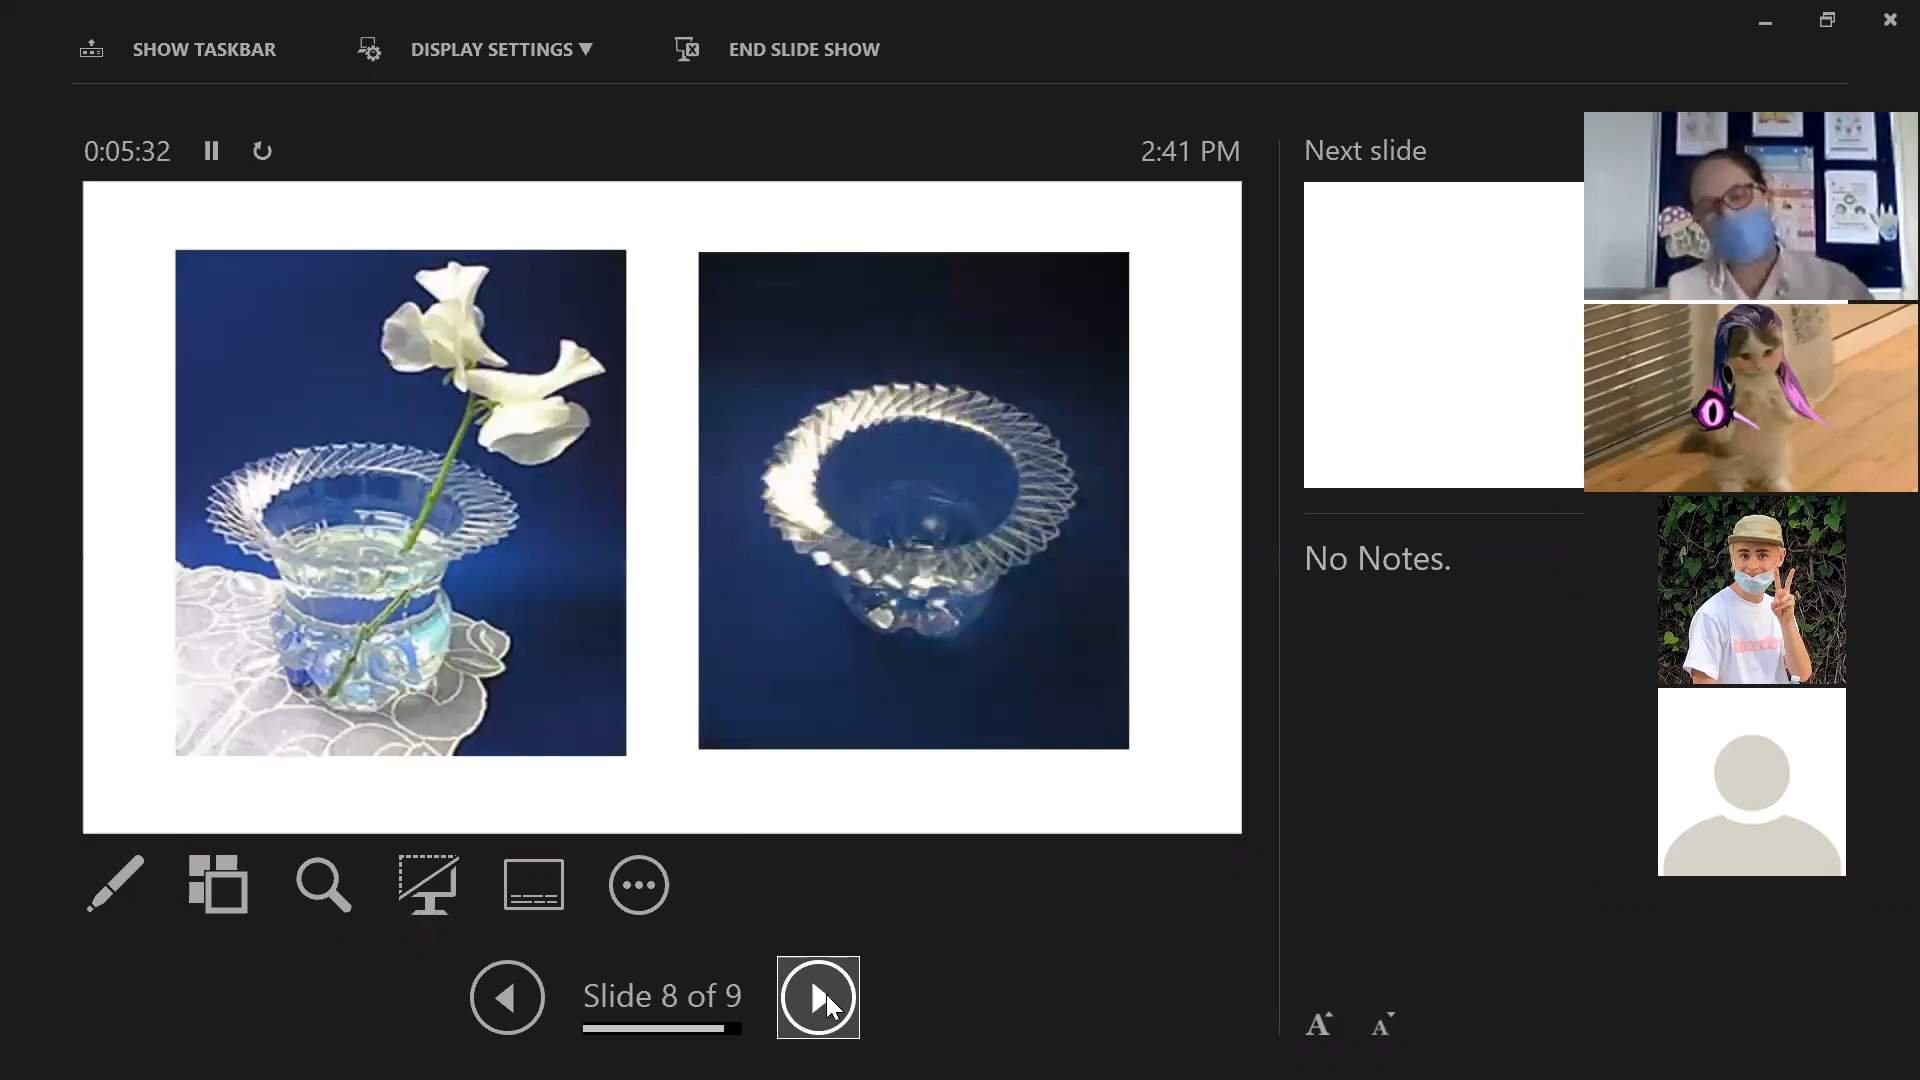 SHOW TASKBAR
DISPLAY SETTINGS ▼
END SLIDE SHOW
0:05:32
2:41 PM
Next slide
No Notes.
Slide 8 of 9
A
A